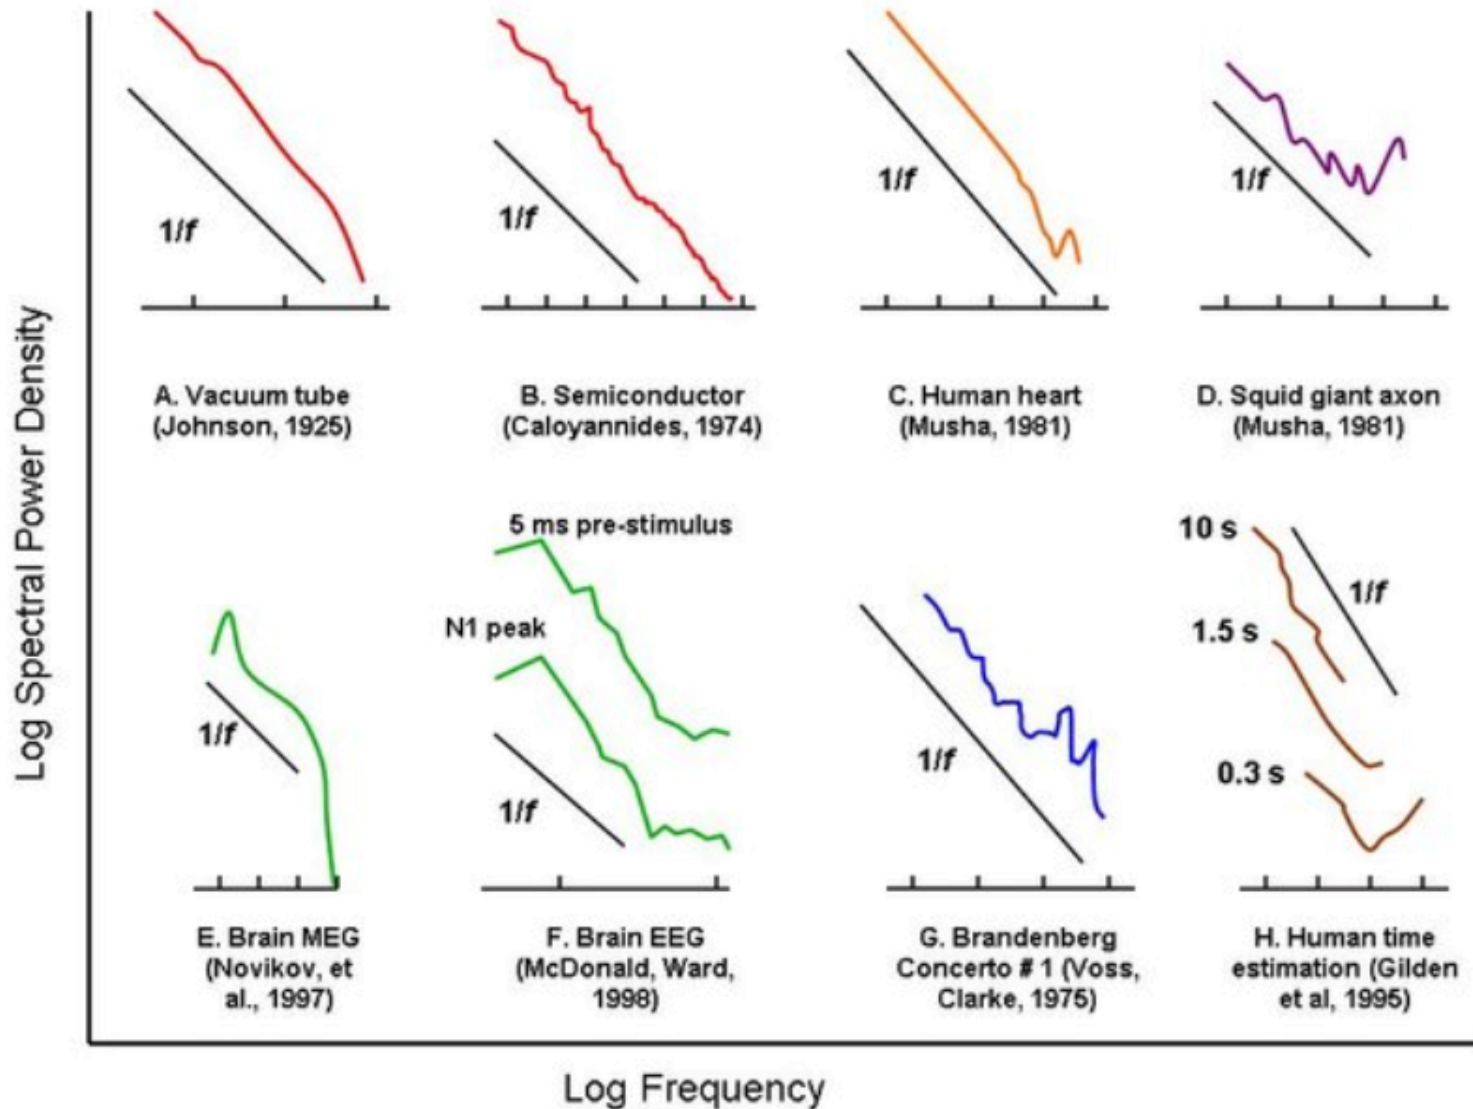 Log Spectral Power Density
1/f
1/f
1/f
1/f
A. Vacuum tube
(Johnson, 1925)
B. Semiconductor
(Caloyannides, 1974)
C. Human heart
(Musha, 1981)
D. Squid giant axon
(Musha, 1981)
1/f
5 ms pre-stimulus
N1 peak
1/f
1/f
10 s
1/f
1.5 s
0.3 s
E. Brain MEG
(Novikov, et
al., 1997)
F. Brain EEG
(McDonald, Ward,
1998)
G. Brandenberg
Concerto # 1 (Voss,
Clarke, 1975)
H. Human time
estimation (Gilden
et al, 1995)
Log Frequency